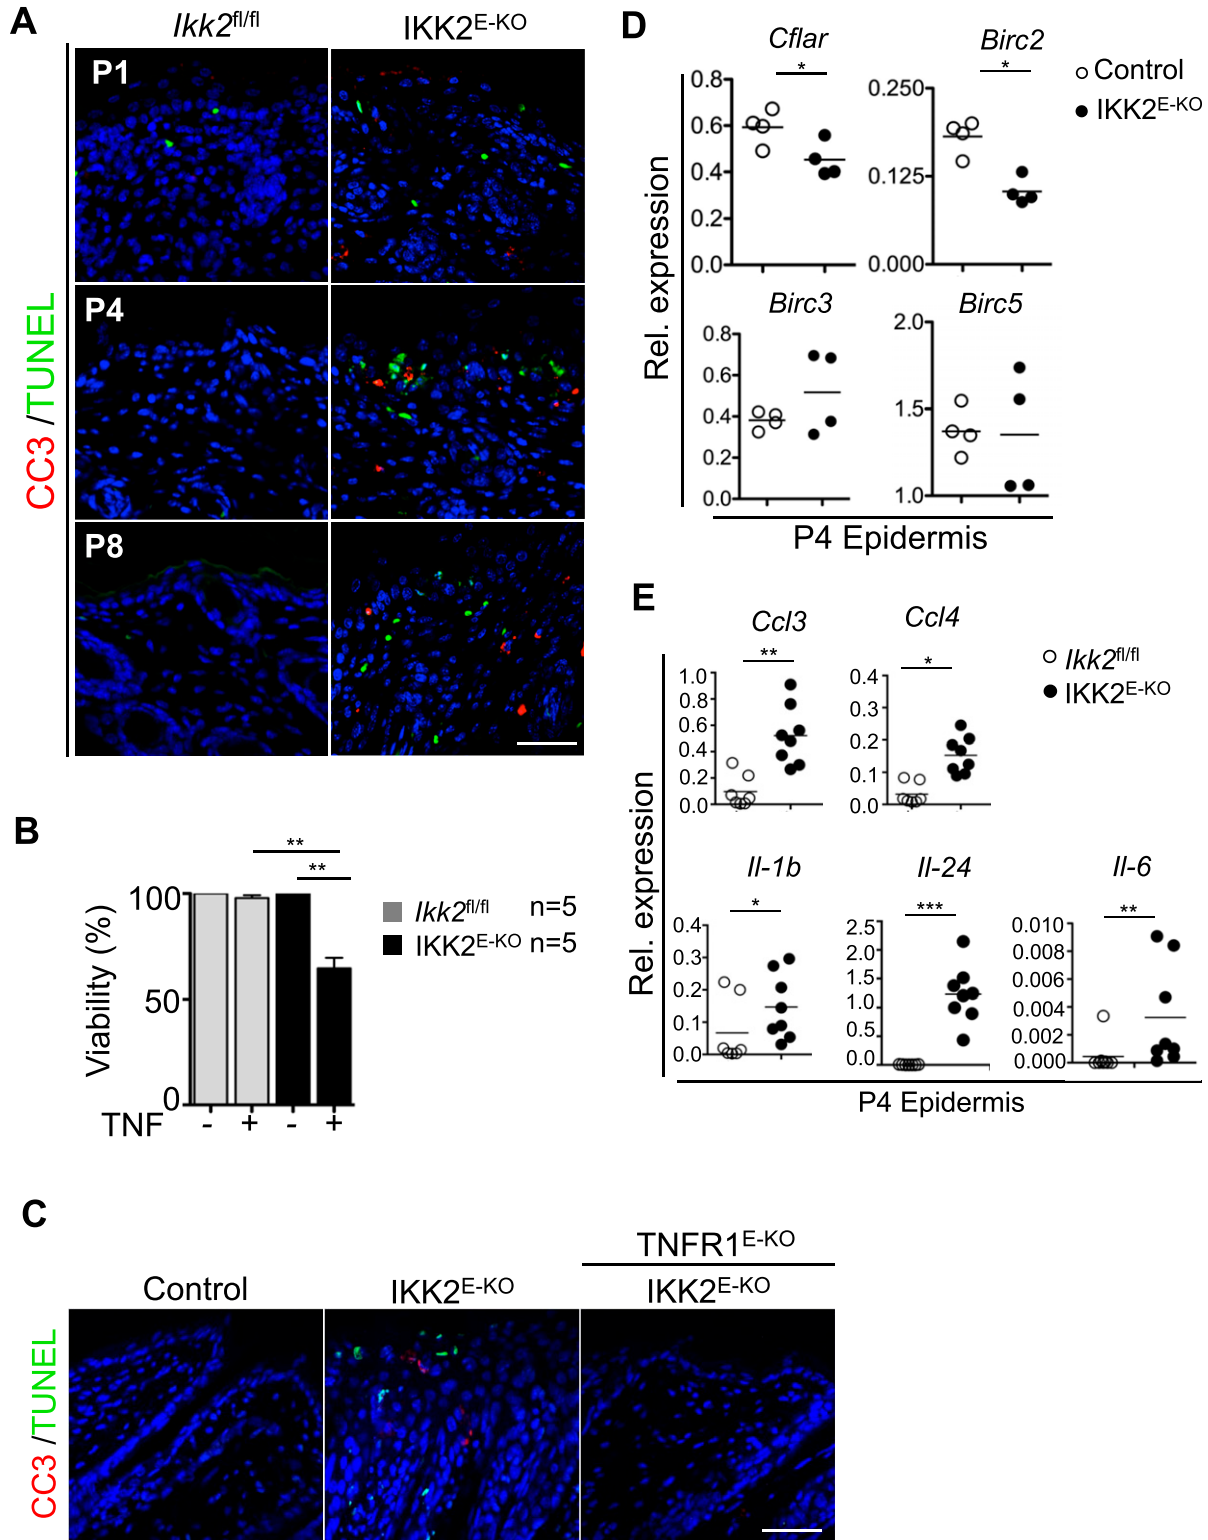 A
Ikk2fl/fl
IKK2E-KO
P1
P4
P8
CC3 /TUNEL
B
**
**
100
50
0
Viability (%)
TNF - + - +
Ikk2fl/fl n=5
IKK2E-KO n=5
C
TNFR1E-KO
Control
IKK2E-KO
IKK2E-KO
CC3 /TUNEL
D
Cflar
*
0.8
0.6
0.4
0.2
0.0
Birc2
*
0.250
0.125
0.000
Control
IKK2E-KO
Rel. expression
Birc3
0.8
0.6
0.4
0.2
0.0
Birc5
2.0
1.5
1.0
P4 Epidermis
E
Ccl3
**
1.0
0.8
0.6
0.4
0.2
0.0
Ccl4
*
0.4
0.3
0.2
0.1
0.0
Ikk2fl/fl
IKK2E-KO
Rel. expression
Il-1b
*
0.4
0.3
0.2
0.1
0.0
Il-24
***
2.5
2.0
1.5
1.0
0.5
0.0
Il-6
**
0.010
0.008
0.006
0.004
0.002
0.000
P4 Epidermis